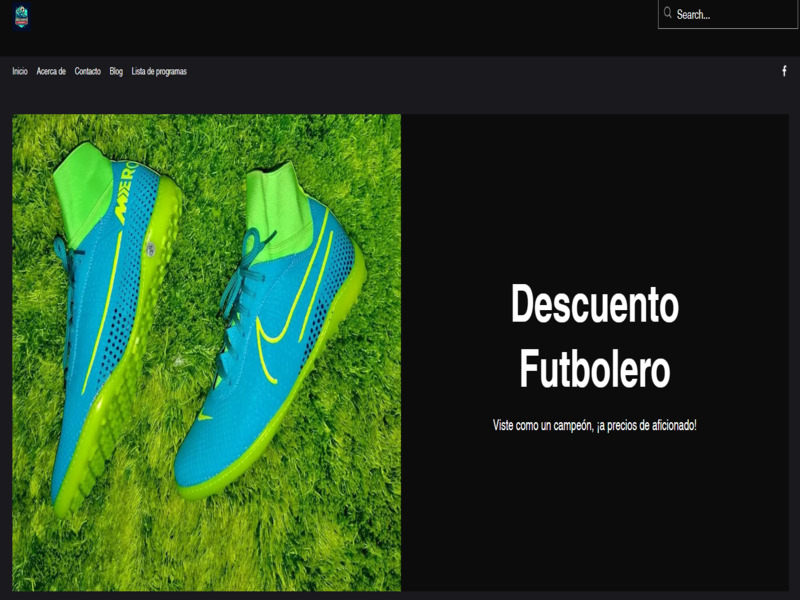 Search...
Inicio Acerca de Contacto Blog Lista de programas
Descuento
Futbolero
Viste como un campeón, ¡a precios de aficionado!